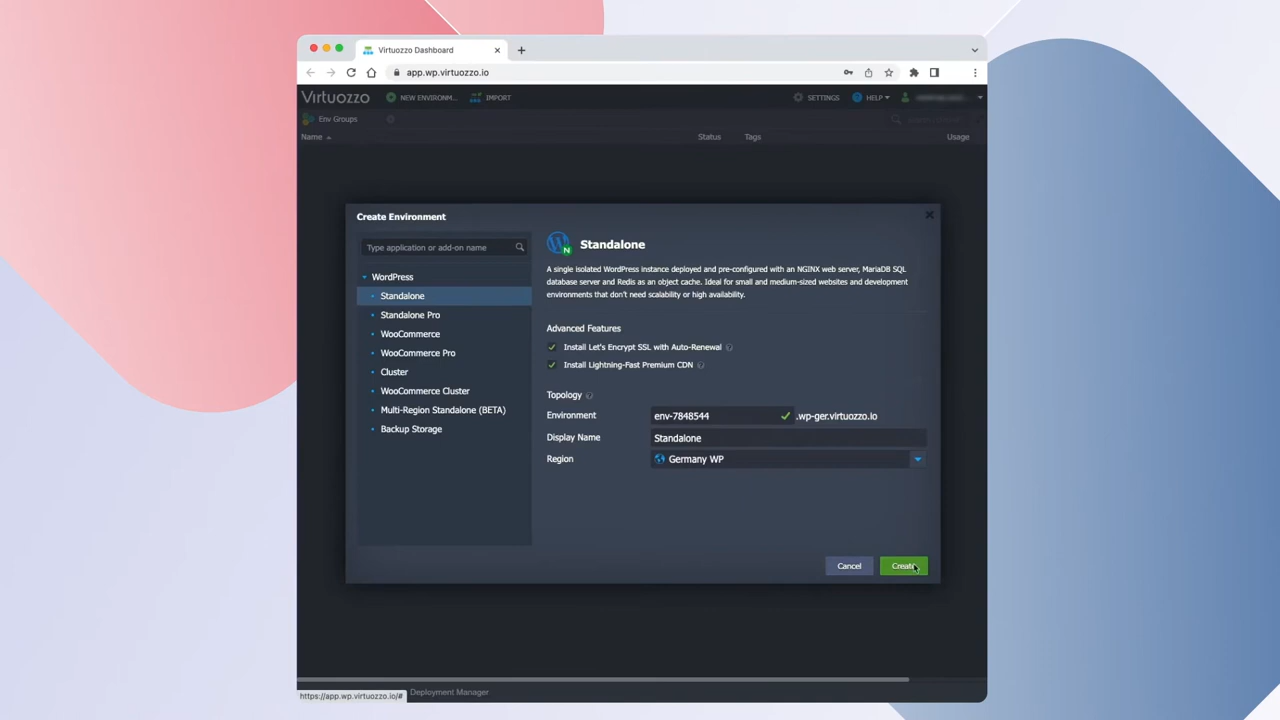 Virtuozzo Dashboard
app.wp.virtuozzo.io
Virtuozzo
NEW ENVIRONM...
IMPORT
SETTINGS
HELP
Env Groups
Name
Status
Tags
Usage
Create Environment
Type application or add-on name
WordPress
Standalone
Standalone Pro
WooCommerce
WooCommerce Pro
Cluster
WooCommerce Cluster
Multi-Region Standalone (BETA)
Backup Storage
Standalone
A single isolated WordPress instance deployed and pre-configured with an NGINX web server, MariaDB SQL
database server and Redis as an object cache. Ideal for small and medium-sized websites and development
environments that don't need scalability or high availability.
Advanced Features
Install Let's Encrypt SSL with Auto-Renewal
Install Lightning-Fast Premium CDN
Topology
Environment env-7848544 .wp-ger.virtuozzo.io
Display Name Standalone
Region Germany WP
Cancel
Create
https://app.wp.virtuozzo.io/#
Deployment Manager